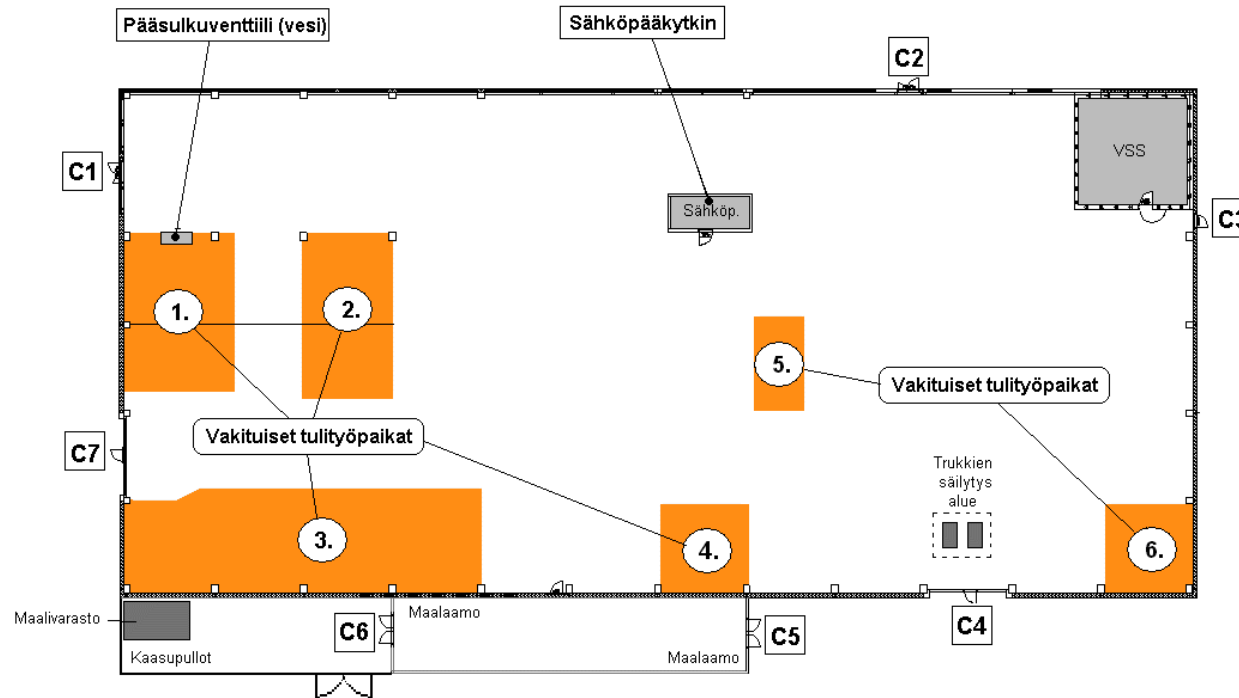 Pääsulkuventtiili (vesi)
Sähköpääkytkin
C2
C1
VSS
Sähköp.
C3
1.
2.
5.
Vakituiset tulityöpaikat
Vakituiset tulityöpaikat
C7
Trukkien
säilytys
alue
3.
4.
6.
Maalivarasto
Maalaamo
C6
C5
C4
Kaasupullot
Maalaamo